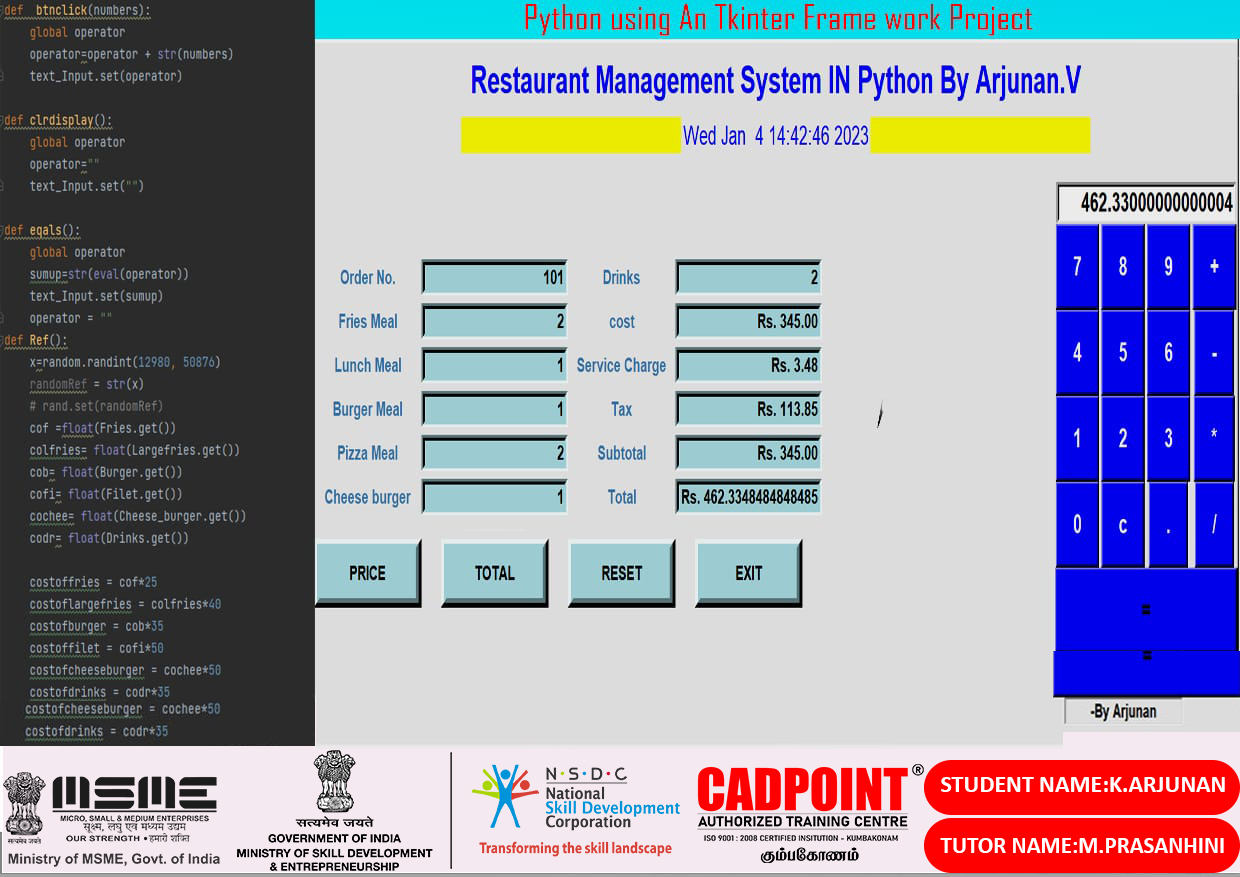 Python using An Tkinter Frame work Project
def btnclick(numbers):
global operator
operator=operator + str(numbers)
text_Input.set(operator)
def clrdisplay():
global operator
operator=""
text_Input.set("")
def eqals():
global operator
sumup=str(eval(operator))
text_Input.set(sumup)
operator = ""
def Ref():
x=random.randint(12980, 50876)
randomRef = str(x)
# rand.set(randomRef)
cof =float(Fries.get())
colfries= float(Largefries.get())
cob= float(Burger.get())
cofi= float(Filet.get())
cochee= float(Cheese_burger.get())
codr= float(Drinks.get())
costoffries = cof*25
costoflargefries = colfries*40
costofburger = cob*35
costoffilet = cofi*50
costofcheeseburger = cochee*50
costofdrinks = codr*35
costofcheeseburger = cochee*50
costofdrinks = codr*35
Restaurant Management System IN Python By Arjunan.V
Wed Jan 4 14:42:46 2023
Order No. 101 Drinks 2
Fries Meal 2 cost Rs. 345.00
Lunch Meal 1 Service Charge Rs. 3.48
Burger Meal 1 Tax Rs. 113.85
Pizza Meal 2 Subtotal Rs. 345.00
Cheese burger 1 Total Rs. 462.3348484848485
PRICE TOTAL RESET EXIT
462.33000000000004
7 8 9 +
4 5 6 -
1 2 3 *
0 c . /
=
=
-By Arjunan
सत्यमेव जयते
MSME
MICRO, SMALL & MEDIUM ENTERPRISES
सूक्ष्म, लघु एवं मध्यम उद्यम
OUR STRENGTH • हमारी शक्ति
Ministry of MSME, Govt. of India
सत्यमेव जयते
GOVERNMENT OF INDIA
MINISTRY OF SKILL DEVELOPMENT
& ENTREPRENEURSHIP
N·S·D·C
National
Skill Development
Corporation
Transforming the skill landscape
CADPOINT®
AUTHORIZED TRAINING CENTRE
ISO 9001 : 2008 CERTIFIED INSITUTION - KUMBAKONAM
கும்பகோணம்
STUDENT NAME:K.ARJUNAN
TUTOR NAME:M.PRASANHINI